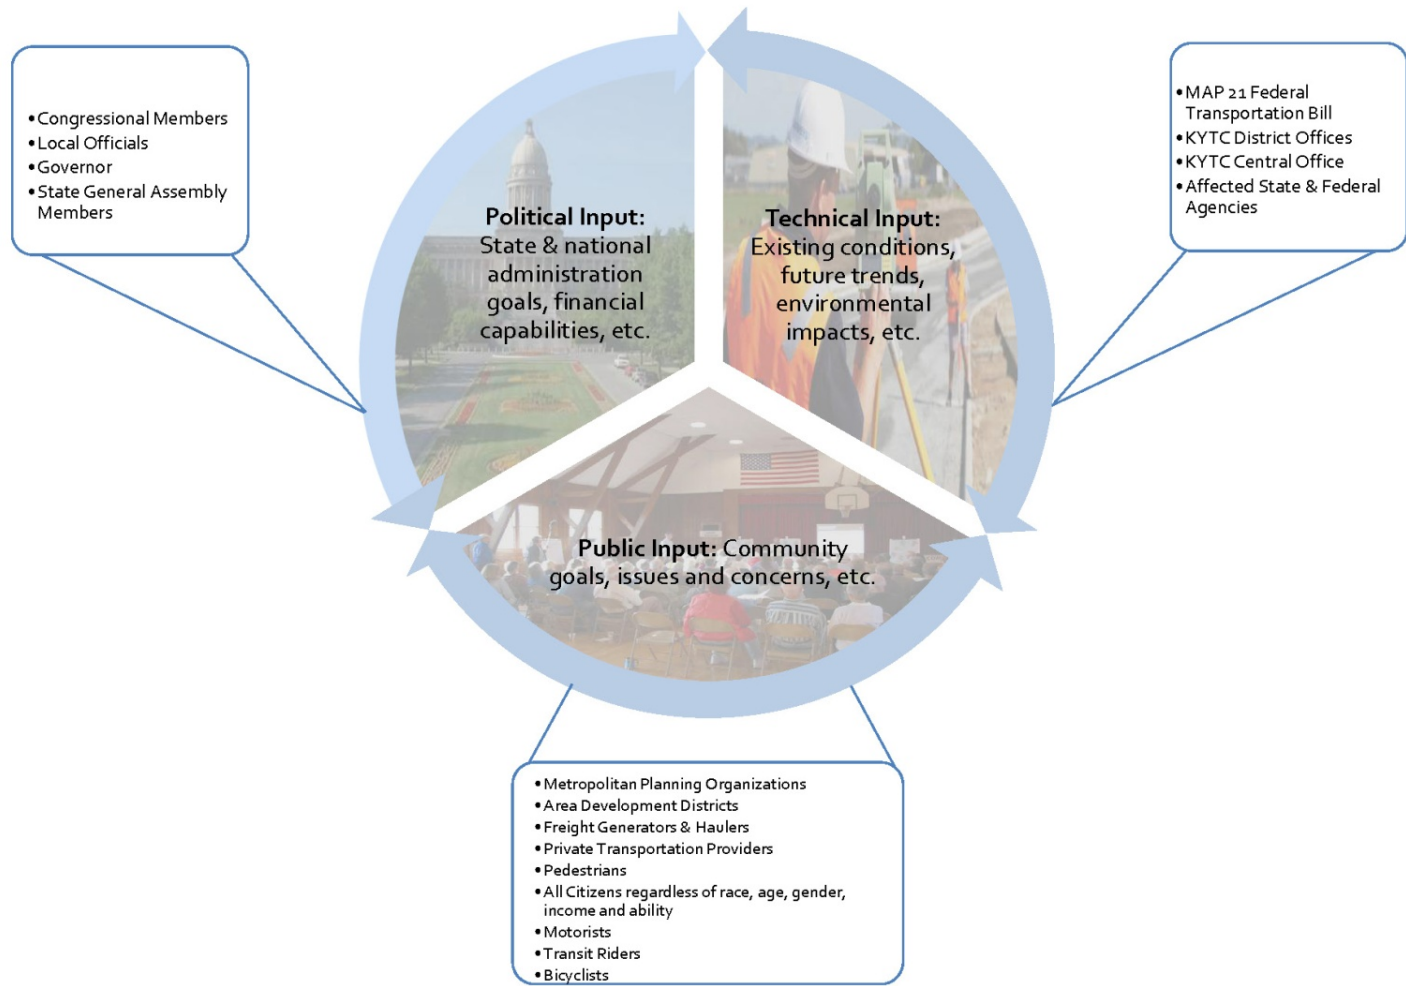 • Congressional Members
• Local Officials
• Governor
• State General Assembly
Members
Political Input:
State & national
administration
goals, financial
capabilities, etc.
Technical Input:
Existing conditions,
future trends,
environmental
impacts, etc.
• MAP 21 Federal
Transportation Bill
• KYTC District Offices
• KYTC Central Office
• Affected State & Federal
Agencies
Public Input: Community
goals, issues and concerns, etc.
• Metropolitan Planning Organizations
• Area Development Districts
• Freight Generators & Haulers
• Private Transportation Providers
• Pedestrians
• All Citizens regardless of race, age, gender,
income and ability
• Motorists
• Transit Riders
• Bicyclists